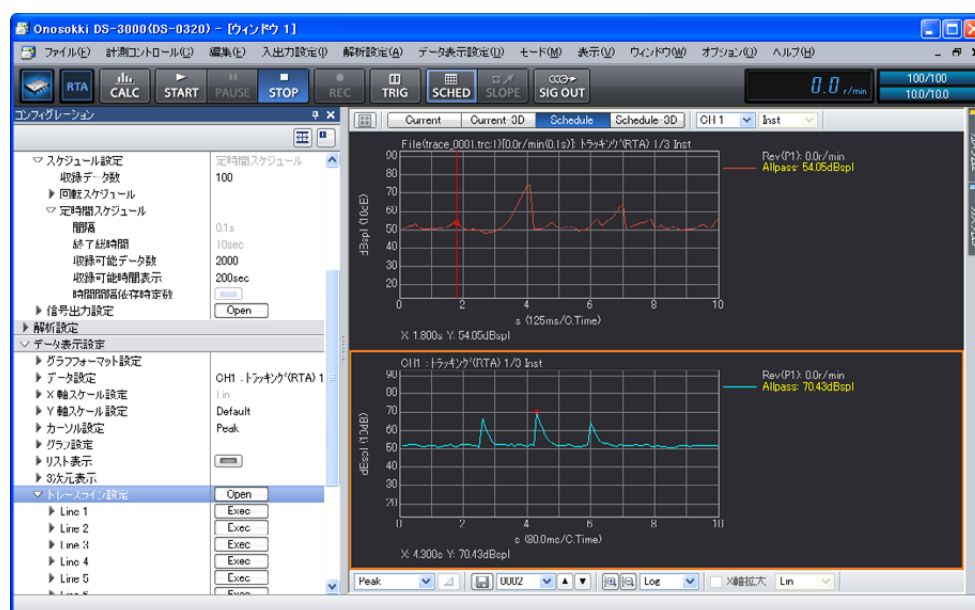 Onosokki DS-3000(DS-0320) - [ウィンドウ 1]
ファイル(F) 計測コントロール(C) 編集(E) 入出力設定(I) 解析設定(A) データ表示設定(D) モード(M) 表示(V) ウィンドウ(W) オプション(O) ヘルプ(H)
RTA CALC START PAUSE STOP REC TRIG SCHED SLOPE SIG OUT 0.0 r/min 100/100
10.0/10.0
コンフィグレーション
Current Current 3D Schedule Schedule 3D CH 1 Inst
スケジュール設定 定時間スケジュール
収録データ数 100
回転スケジュール
定時間スケジュール
間隔 0.1s
終了総時間 10sec
収録可能データ数 2000
収録可能時間表示 200sec
時間間隔依存時定数
信号出力設定 Open
解析設定
データ表示設定
グラフフォーマット設定
データ設定 CH1 : トラッキング(RTA) 1
X 軸スケール設定 Lin
Y 軸スケール設定 Default
カーソル設定 Peak
グラフ設定
リスト表示
3次元表示
トレースライン設定 Open
Line 1 Exec
Line 2 Exec
Line 3 Exec
Line 4 Exec
Line 5 Exec
File(trace_0001.trc:1)[0.0r/min(0.1s)]: トラッキング(RTA) 1/3 Inst
Rev(P1): 0.0r/min
Allpass: 54.05dBspl
90
80
70
60
50
40
30
20
0 2 4 6 8 10
s (125ms/C.Time)
X: 1.800s Y: 54.05dBspl
CH1 : トラッキング(RTA) 1/3 Inst
Rev(P1): 0.0r/min
Allpass: 70.43dBspl
dBspl (10dB)
90
80
70
60
50
40
30
20
0 2 4 6 8 10
s (80.0ms/C.Time)
X: 4.300s Y: 70.43dBspl
Peak 0002 Log X軸拡大 Lin